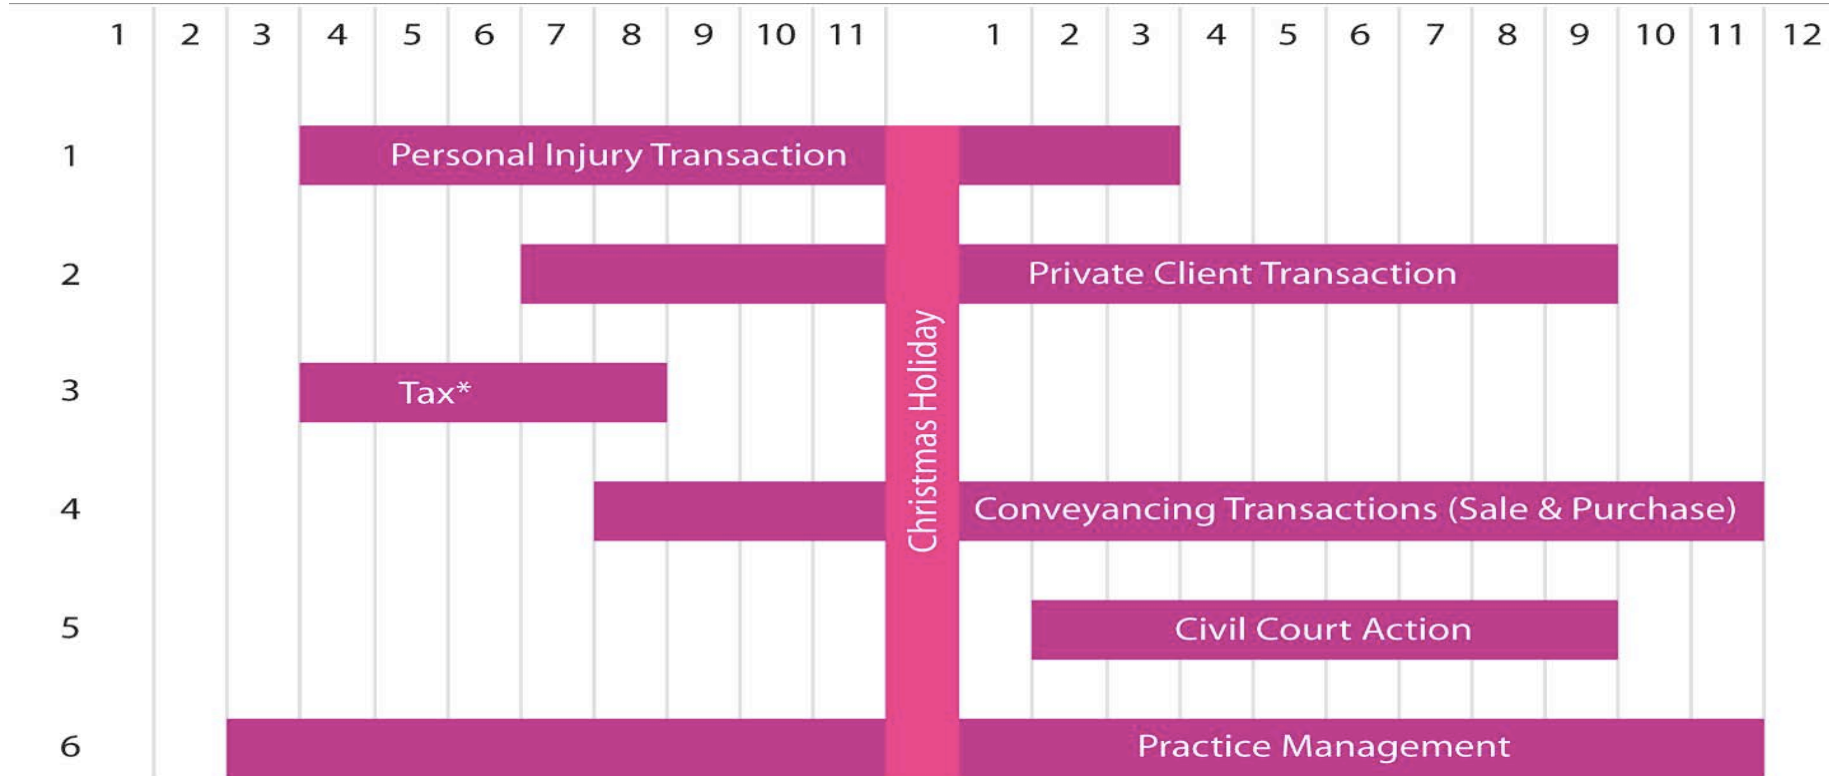 1 2 3 4 5 6 7 8 9 10 11 1 2 3 4 5 6 7 8 9 10 11 12
1 Personal Injury Transaction
2 Private Client Transaction
Christmas Holiday
3 Tax*
4 Conveyancing Transactions (Sale & Purchase)
5 Civil Court Action
6 Practice Management